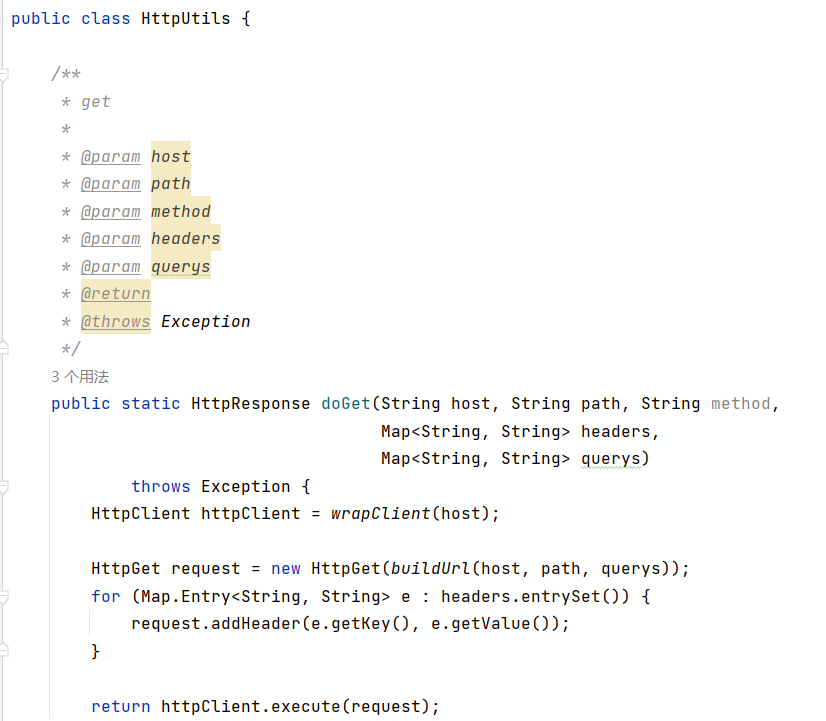 public class HttpUtils {
/**
* get
*
* @param host
* @param path
* @param method
* @param headers
* @param querys
* @return
* @throws Exception
*/
3 个用法
public static HttpResponse doGet(String host, String path, String method,
Map<String, String> headers,
Map<String, String> querys)
throws Exception {
HttpClient httpClient = wrapClient(host);
HttpGet request = new HttpGet(buildUrl(host, path, querys));
for (Map.Entry<String, String> e : headers.entrySet()) {
request.addHeader(e.getKey(), e.getValue());
}
return httpClient.execute(request);